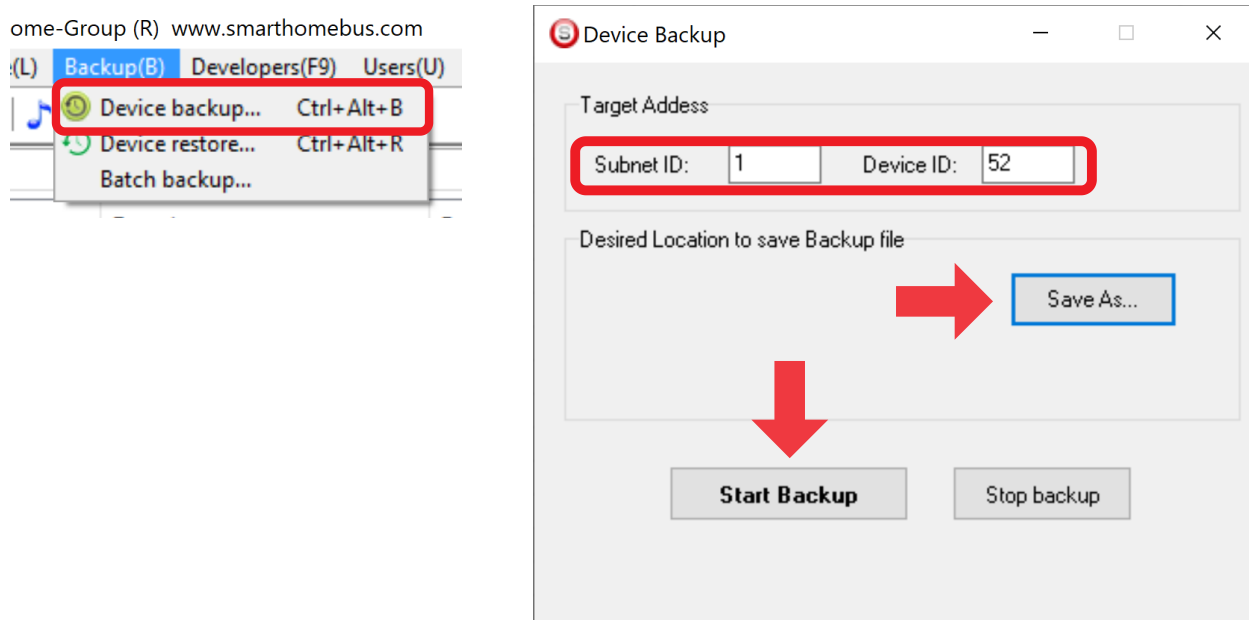 ome-Group (R) www.smarthomebus.com
(L) Backup(B) Developers(F9) Users(U)
Device backup... Ctrl+Alt+B
Device restore... Ctrl+Alt+R
Batch backup...
Device Backup
Target Addess
Subnet ID: 1 Device ID: 52
Desired Location to save Backup file
Save As...
Start Backup Stop backup